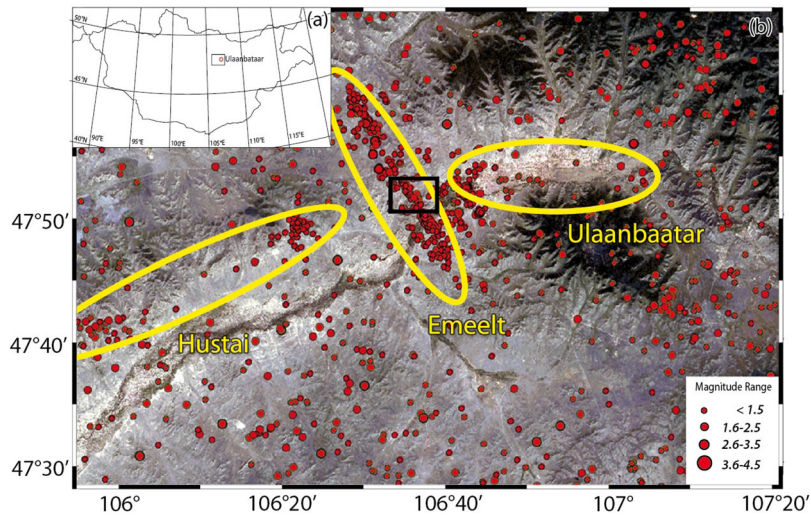 (a)
50°N
45°N
40°N
90°E
95°E
100°E
105°E
110°E
115°E
Ulaanbataar
(b)
47°50′
47°40′
47°30′
Ulaanbaatar
Emeelt
Hustai
Magnitude Range
< 1.5
1.6-2.5
2.6-3.5
3.6-4.5
106°
106°20′
106°40′
107°
107°20′